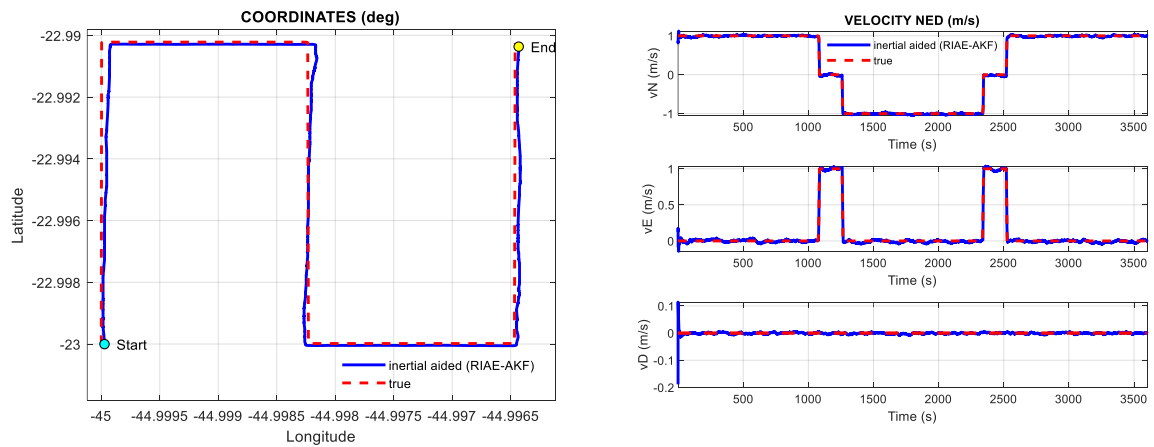 COORDINATES (deg)
-22.99
-22.992
-22.994
-22.996
-22.998
-23
Latitude
End
Start
inertial aided (RIAE-AKF)
true
-45
-44.9995
-44.999
-44.9985
-44.998
-44.9975
-44.997
-44.9965
Longitude
VELOCITY NED (m/s)
1
0
-1
vN (m/s)
inertial aided (RIAE-AKF)
true
500
1000
1500
2000
2500
3000
3500
Time (s)
1
0.5
0
vE (m/s)
500
1000
1500
2000
2500
3000
3500
Time (s)
0.1
0
-0.1
-0.2
vD (m/s)
500
1000
1500
2000
2500
3000
3500
Time (s)